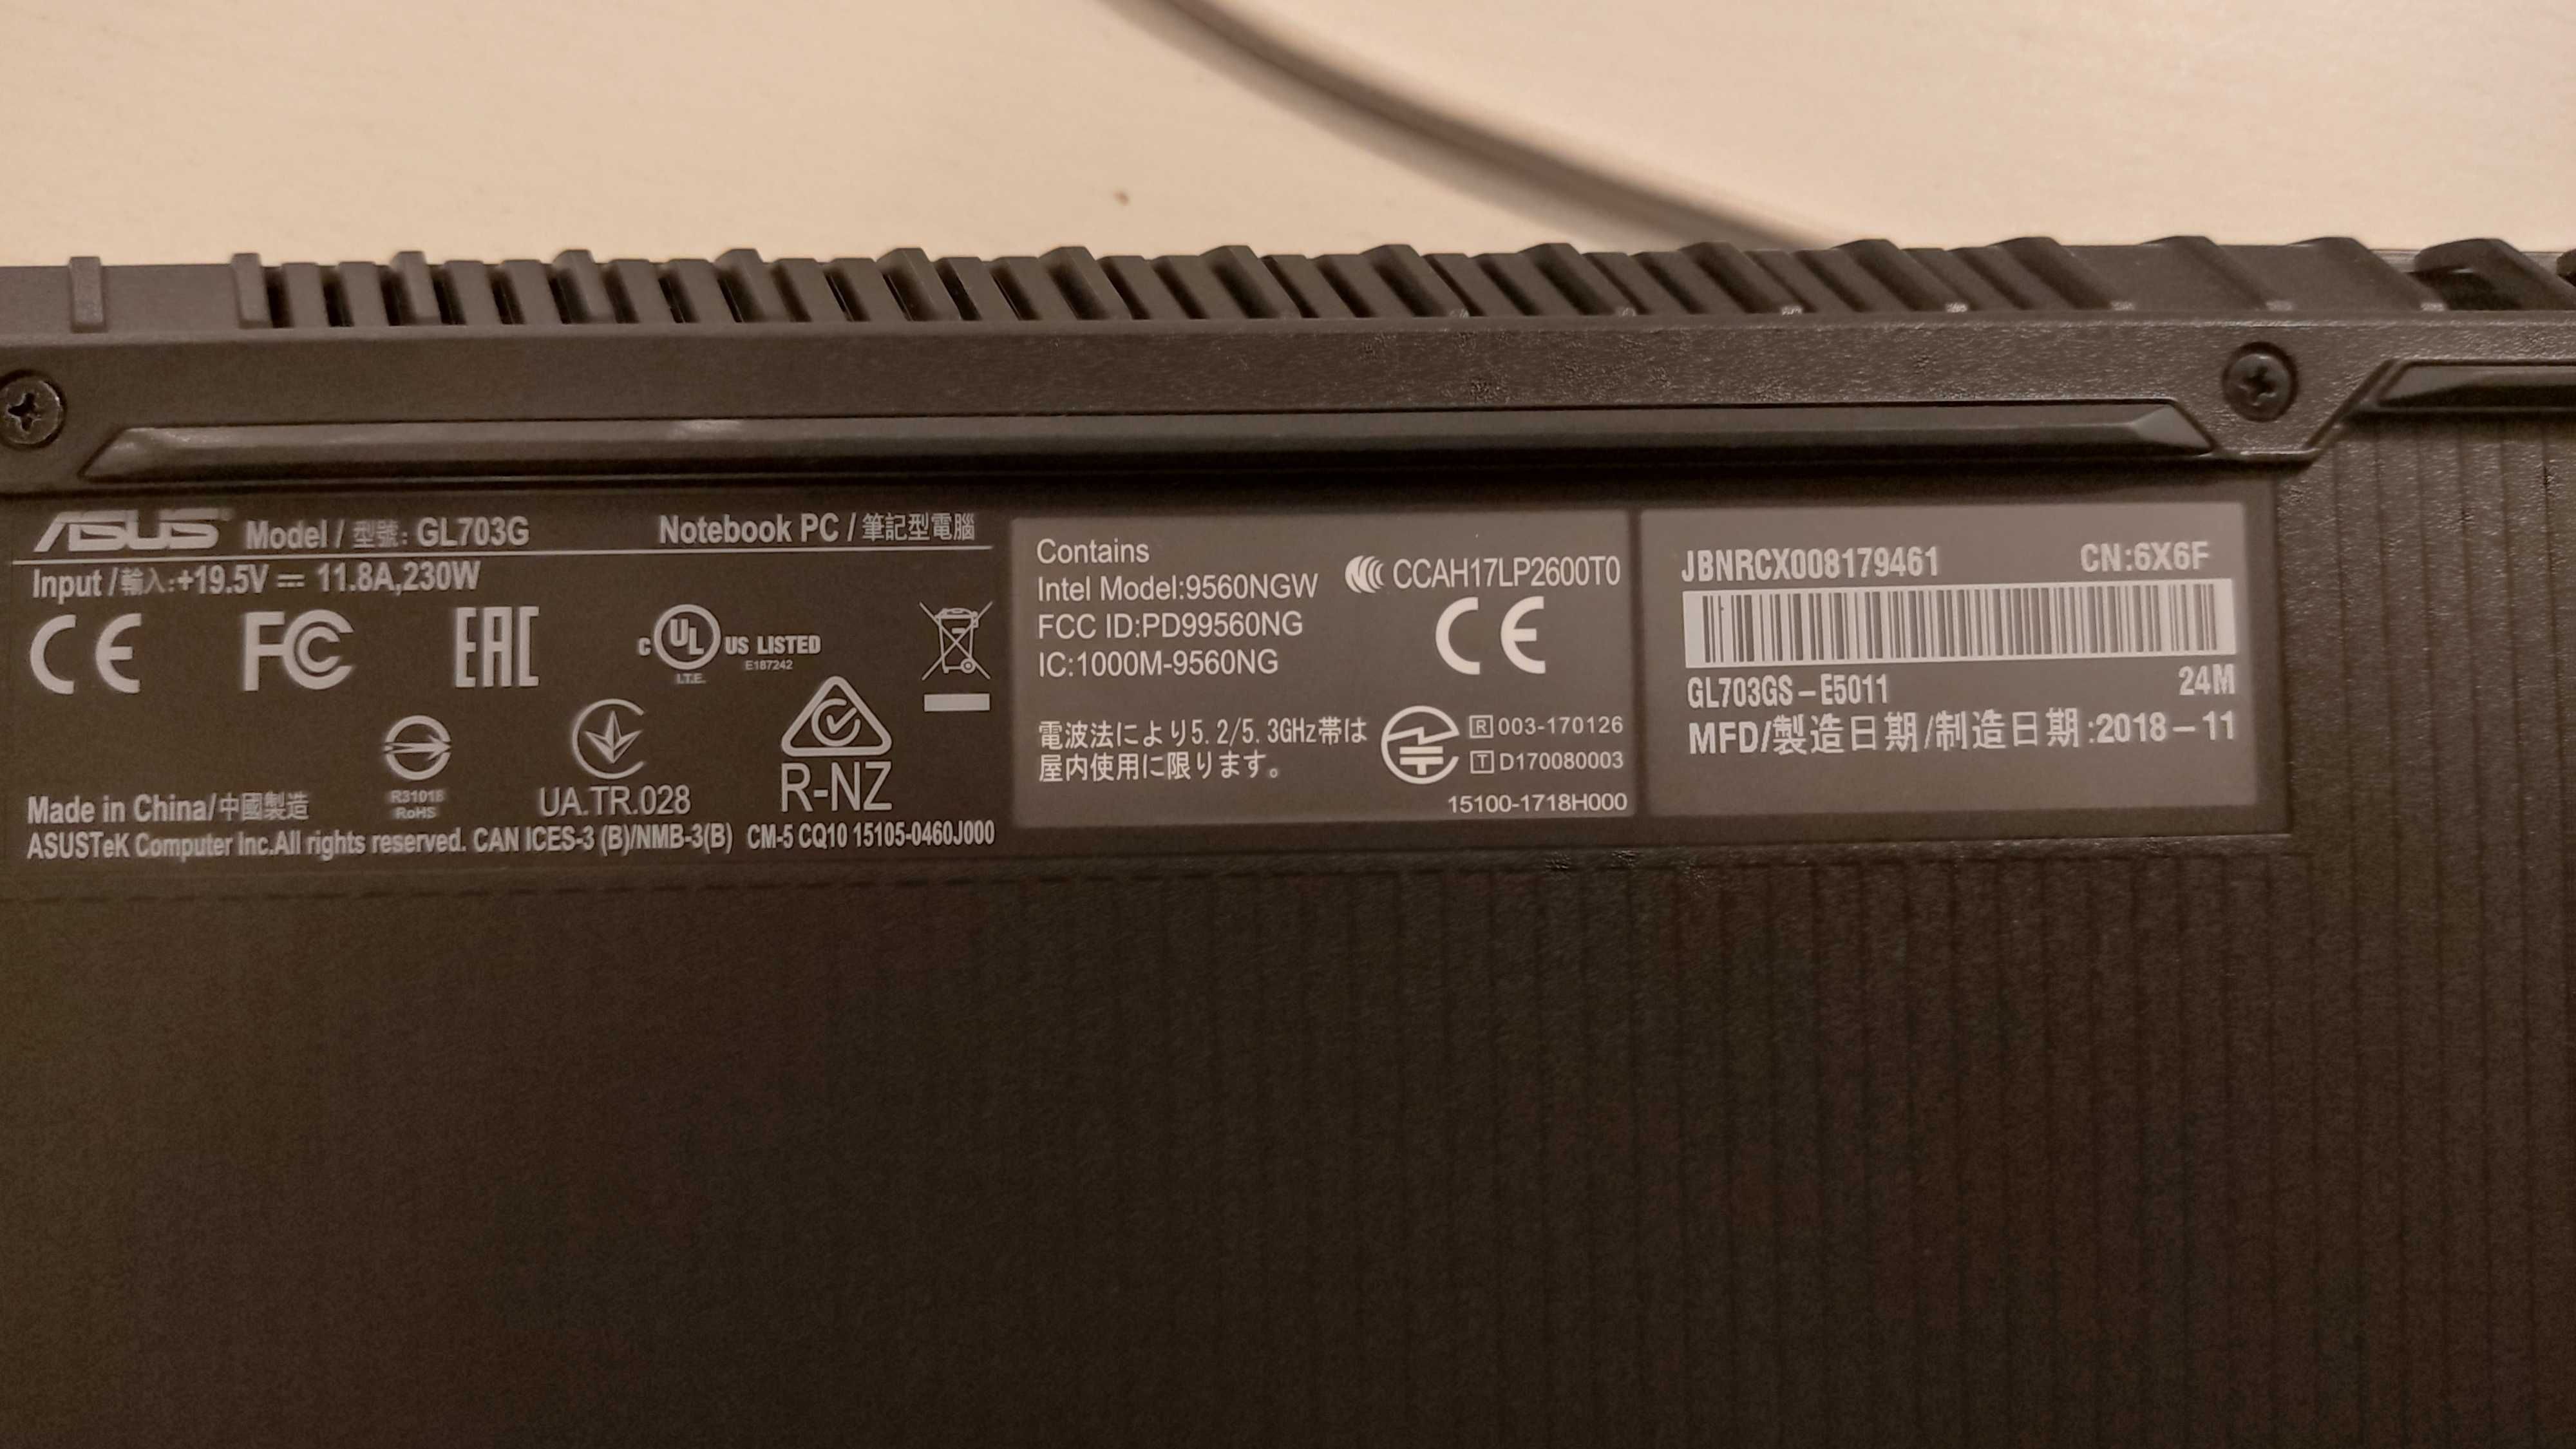 ASUS Model / 型號: GL703G Notebook PC / 筆記型電腦
Input / 輸入:+19.5V ⎓ 11.8A,230W
CE FC EAC
c UL US LISTED
E187242
I.T.E.
R31018
RoHS
UA.TR.028
R-NZ
Made in China/中國製造
ASUSTeK Computer Inc.All rights reserved. CAN ICES-3 (B)/NMB-3(B) CM-5 CQ10 15105-0460J000
Contains
Intel Model:9560NGW
FCC ID:PD99560NG
IC:1000M-9560NG
CCAH17LP2600T0
CE
電波法により5.2/5.3GHz帯は
屋内使用に限ります。
R 003-170126
T D170080003
15100-1718H000
JBNRCX008179461 CN:6X6F
GL703GS-E5011 24M
MFD/製造日期/制造日期:2018-11